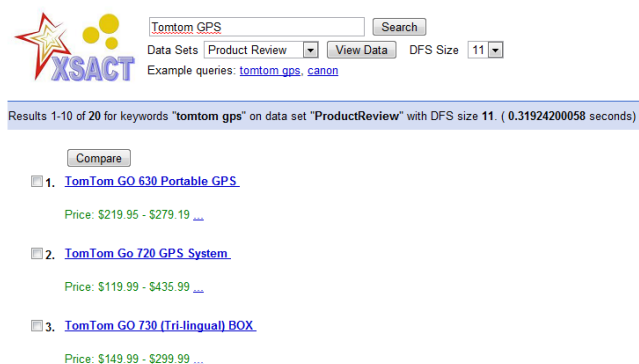 Tomtom GPS Search
XSACT
Data Sets Product Review View Data DFS Size 11
Example queries: tomtom gps, canon
Results 1-10 of 20 for keywords "tomtom gps" on data set "ProductReview" with DFS size 11. ( 0.31924200058 seconds)
Compare
1. TomTom GO 630 Portable GPS
Price: $219.95 - $279.19 ...
2. TomTom Go 720 GPS System
Price: $119.99 - $435.99 ...
3. TomTom GO 730 (Tri-lingual) BOX
Price: $149.99 - $299.99 ...